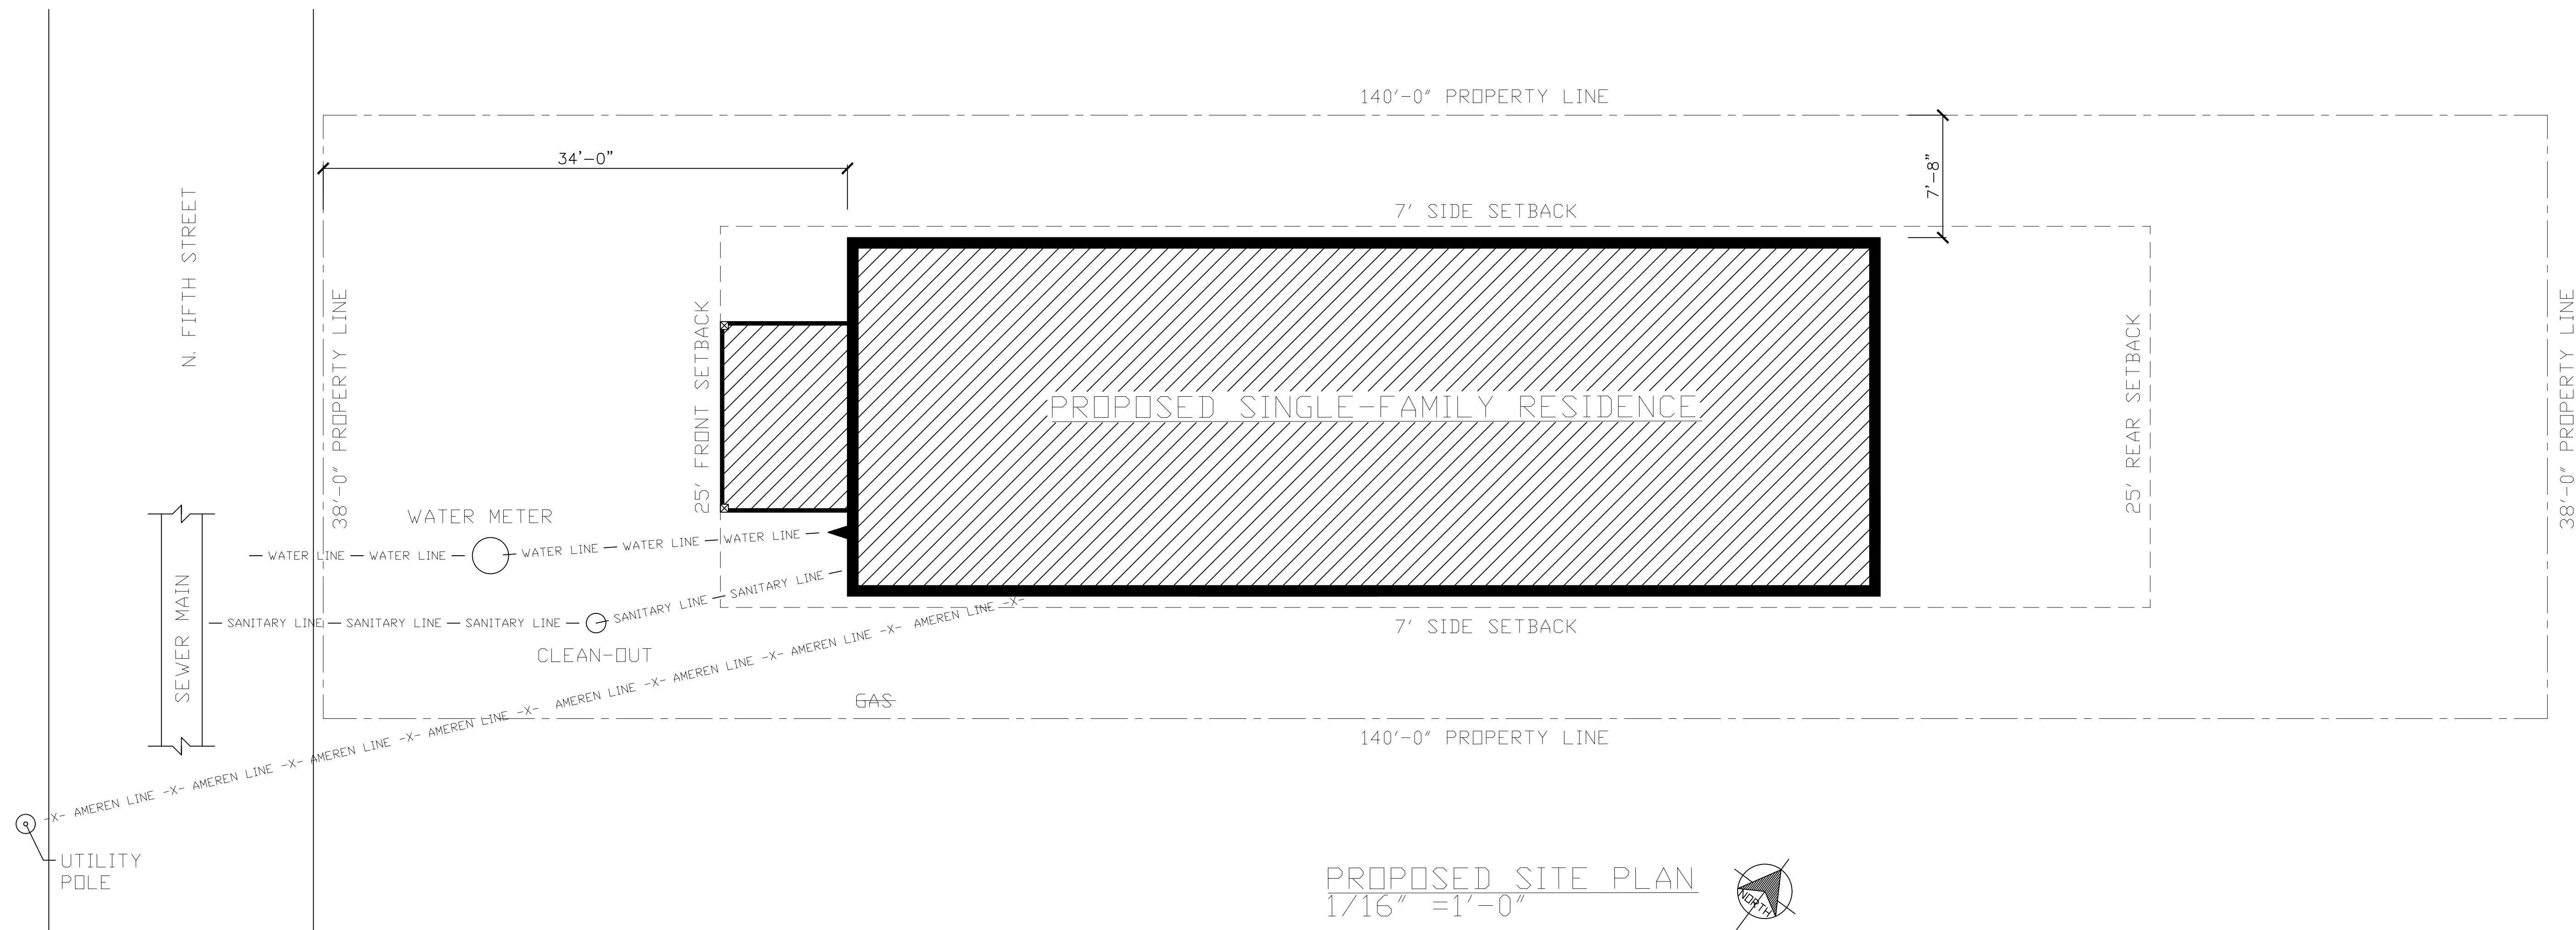 140'-0" PROPERTY LINE
34'-0"
7'-8"
N. FIFTH STREET
7' SIDE SETBACK
38'-0" PROPERTY LINE
25' FRONT SETBACK
PROPOSED SINGLE-FAMILY RESIDENCE
25' REAR SETBACK
38'-0" PROPERTY LINE
WATER METER
WATER LINE WATER LINE WATER LINE WATER LINE WATER LINE
SEWER MAIN
SANITARY LINE SANITARY LINE SANITARY LINE SANITARY LINE SANITARY LINE
CLEAN-OUT
7' SIDE SETBACK
-X- AMEREN LINE -X- AMEREN LINE -X- AMEREN LINE -X- AMEREN LINE -X- AMEREN LINE -X- AMEREN LINE -X- AMEREN LINE -X- AMEREN LINE -X-
GAS
140'-0" PROPERTY LINE
UTILITY
POLE
PROPOSED SITE PLAN
1/16" =1'-0"
NORTH